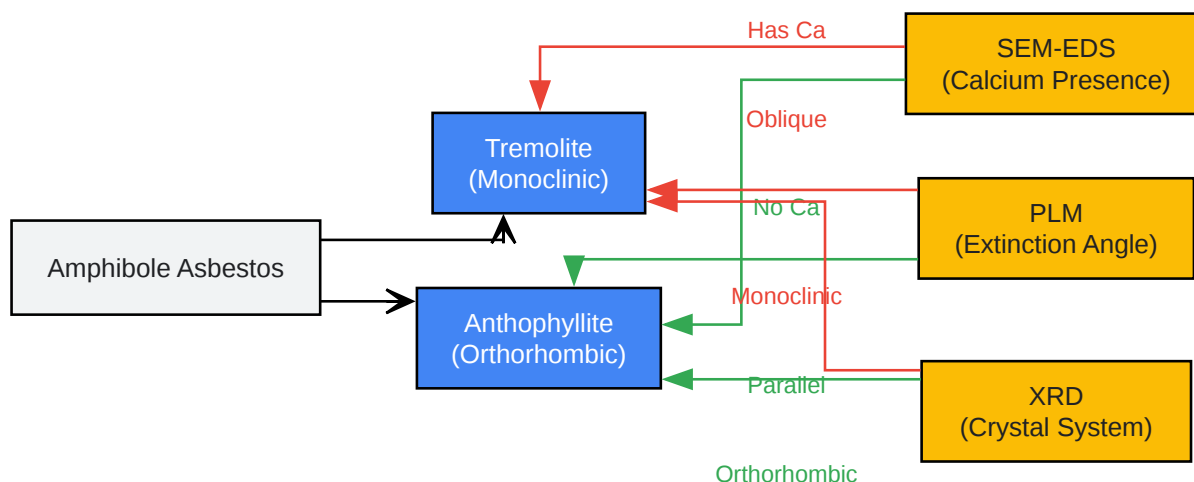 Has Ca
SEM-EDS
(Calcium Presence)
Oblique
Tremolite
(Monoclinic)
No Ca
PLM
(Extinction Angle)
Amphibole Asbestos
Monoclinic
Anthophyllite
(Orthorhombic)
Parallel
XRD
(Crystal System)
Orthorhombic